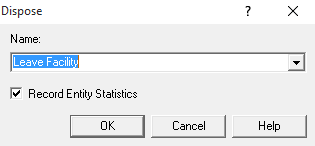 Dispose
Name:
Leave Facility
Record Entity Statistics
OK Cancel Help